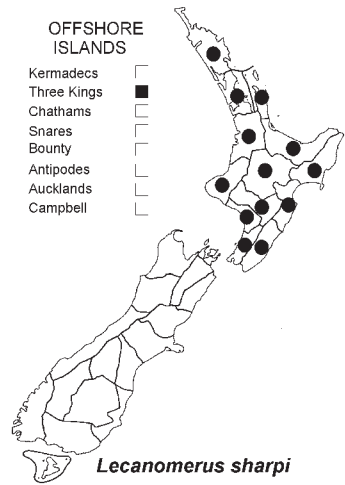 OFFSHORE
ISLANDS
Kermadecs
Three Kings
Chathams
Snares
Bounty
Antipodes
Aucklands
Campbell
Lecanomerus sharpi